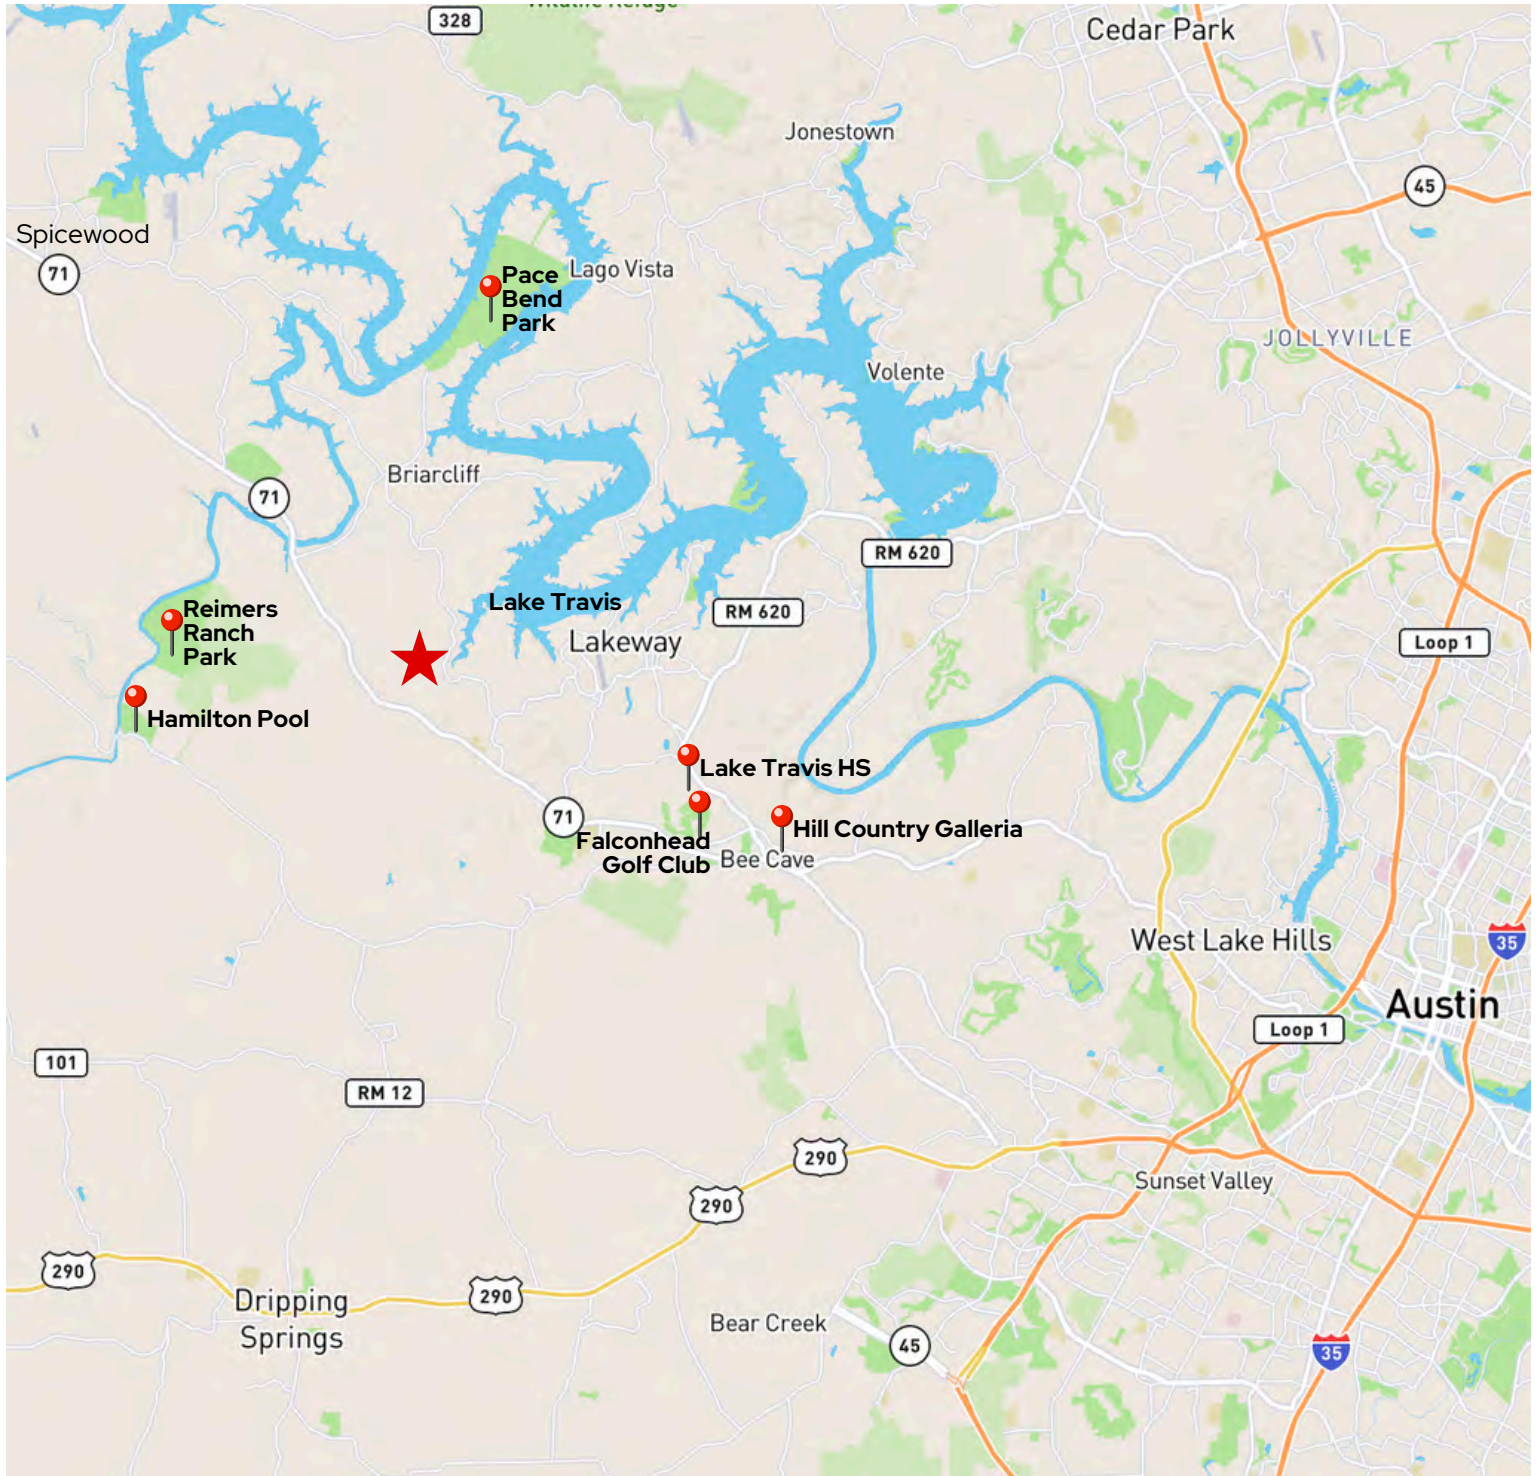 Wildlife Refuge
328
Cedar Park
Jonestown
45
Spicewood
71
Pace
Bend
Park
Lago Vista
JOLLYVILLE
Volente
Briarcliff
71
RM 620
Lake Travis
RM 620
Reimers
Ranch
Park
Lakeway
Loop 1
Hamilton Pool
Lake Travis HS
71
Falconhead
Golf Club
Hill Country Galleria
Bee Cave
West Lake Hills
35
Austin
Loop 1
101
RM 12
290
Sunset Valley
290
290
290
Dripping
Springs
Bear Creek
45
35